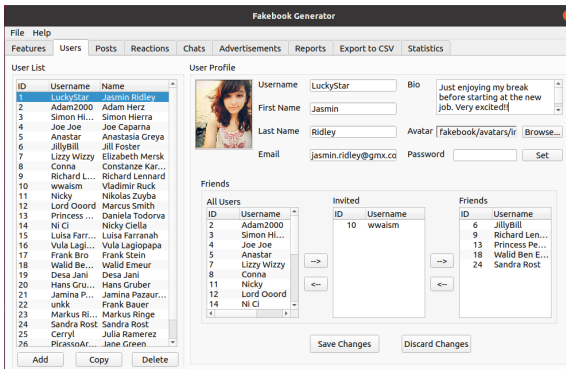 Fakebook Generator
File Help
Features Users Posts Reactions Chats Advertisements Reports Export to CSV Statistics
User List
ID Username Name
1 LuckyStar Jasmin Ridley
2 Adam2000 Adam Herz
3 Simon Hi... Simon Hierra
4 Joe Joe Joe Caparna
5 Anastar Anastasia Greya
6 JillyBill Jill Foster
7 Lizzy Wizzy Elizabeth Mersk
8 Conna Constanze Kar...
9 Richard L... Richard Lennard
10 wwaism Vladimir Ruck
11 Nicky Nikolas Zuyba
12 Lord Ooord Marcus Smith
13 Princess ... Daniela Todorva
14 Ni Ci Nicky Ciella
15 Luisa Farr... Luisa Farranah
16 Vula Lagi... Vula Lagiopapa
17 Frank Bro Frank Stein
18 Walid Be... Walid Emeur
19 Desa Jani Desa Jani
20 Hans Gru... Hans Gruber
21 Jamina P... Jamina Pazaur...
22 unkk Frank Bauer
23 Markus Ri... Markus Ringe
24 Sandra Rost Sandra Rost
25 Cerryl Julia Ramerez
26 PicassoAr... Jane Green
Add Copy Delete
User Profile
Username LuckyStar
First Name Jasmin
Last Name Ridley
Email jasmin.ridley@gmx.co
Bio Just enjoying my break
before starting at the new
job. Very excited!!
Avatar fakebook/avatars/ir Browse...
Password Set
Friends
All Users
ID Username
2 Adam2000
3 Simon Hi...
4 Joe Joe
5 Anastar
7 Lizzy Wizzy
8 Conna
11 Nicky
12 Lord Ooord
14 Ni Ci
-->
<--
Invited
ID Username
10 wwaism
-->
<--
Friends
ID Username
6 JillyBill
9 Richard Len...
13 Princess Pe...
18 Walid Ben E...
24 Sandra Rost
Save Changes Discard Changes